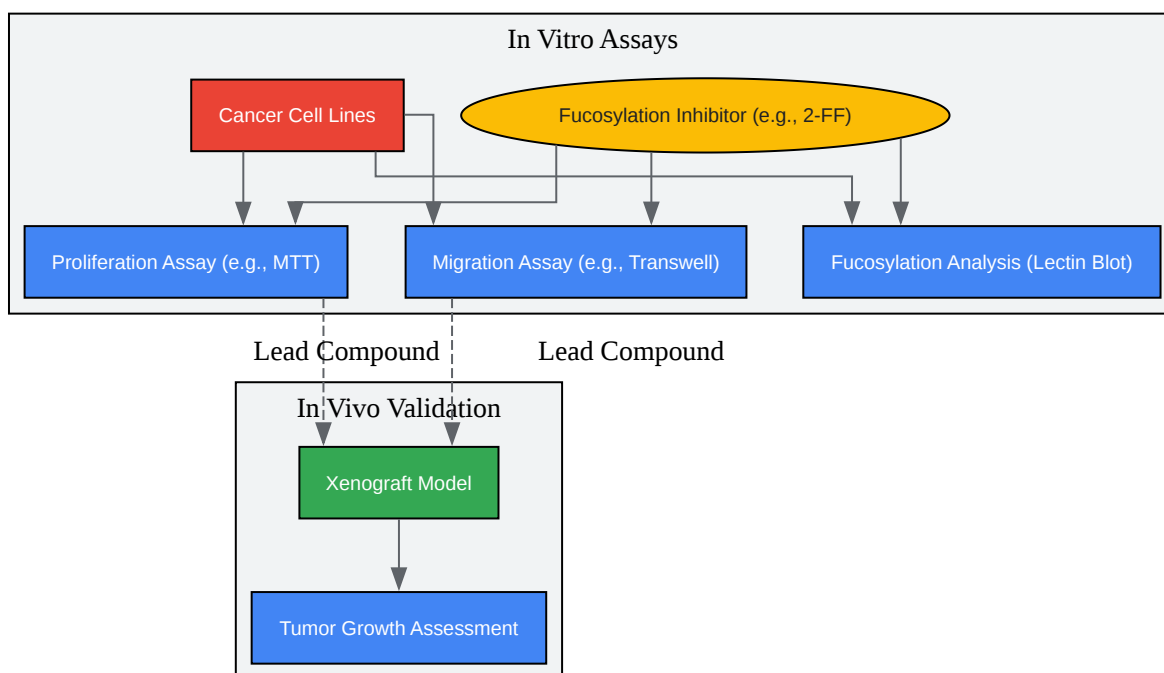 In Vitro Assays
Cancer Cell Lines
Fucosylation Inhibitor (e.g., 2-FF)
Proliferation Assay (e.g., MTT)
Migration Assay (e.g., Transwell)
Fucosylation Analysis (Lectin Blot)
Lead Compound
Lead Compound
In Vivo Validation
Xenograft Model
Tumor Growth Assessment